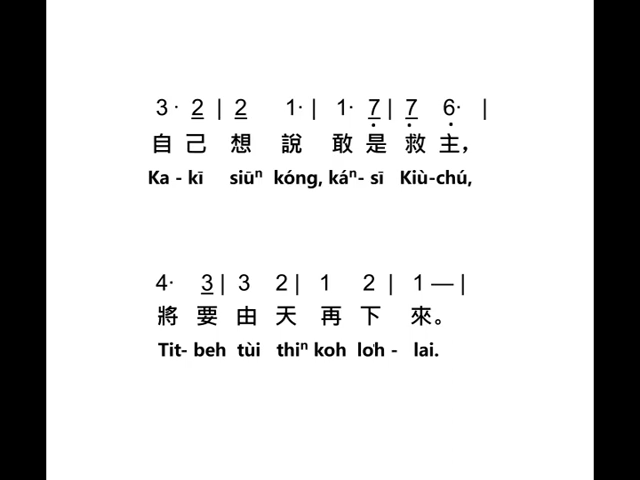 3· 2 | 2 1· | 1· 7̣ | 7̣ 6̣· |
自己想說敢是救主，
Ka - kī siūⁿ kóng, káⁿ- sī Kiù-chú,
4· 3 | 3 2 | 1 2 | 1 — |
將要由天再下來。
Tit- beh tùi thiⁿ koh lo̍h - lai.